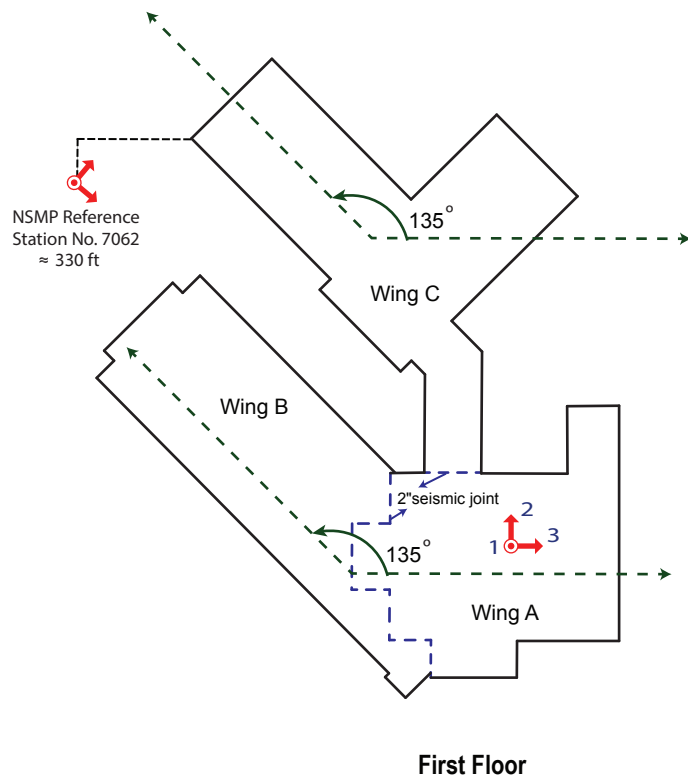 135°
NSMP Reference
Station No. 7062
≈ 330 ft
Wing C
Wing B
2"seismic joint
2
1
3
135°
Wing A
First Floor